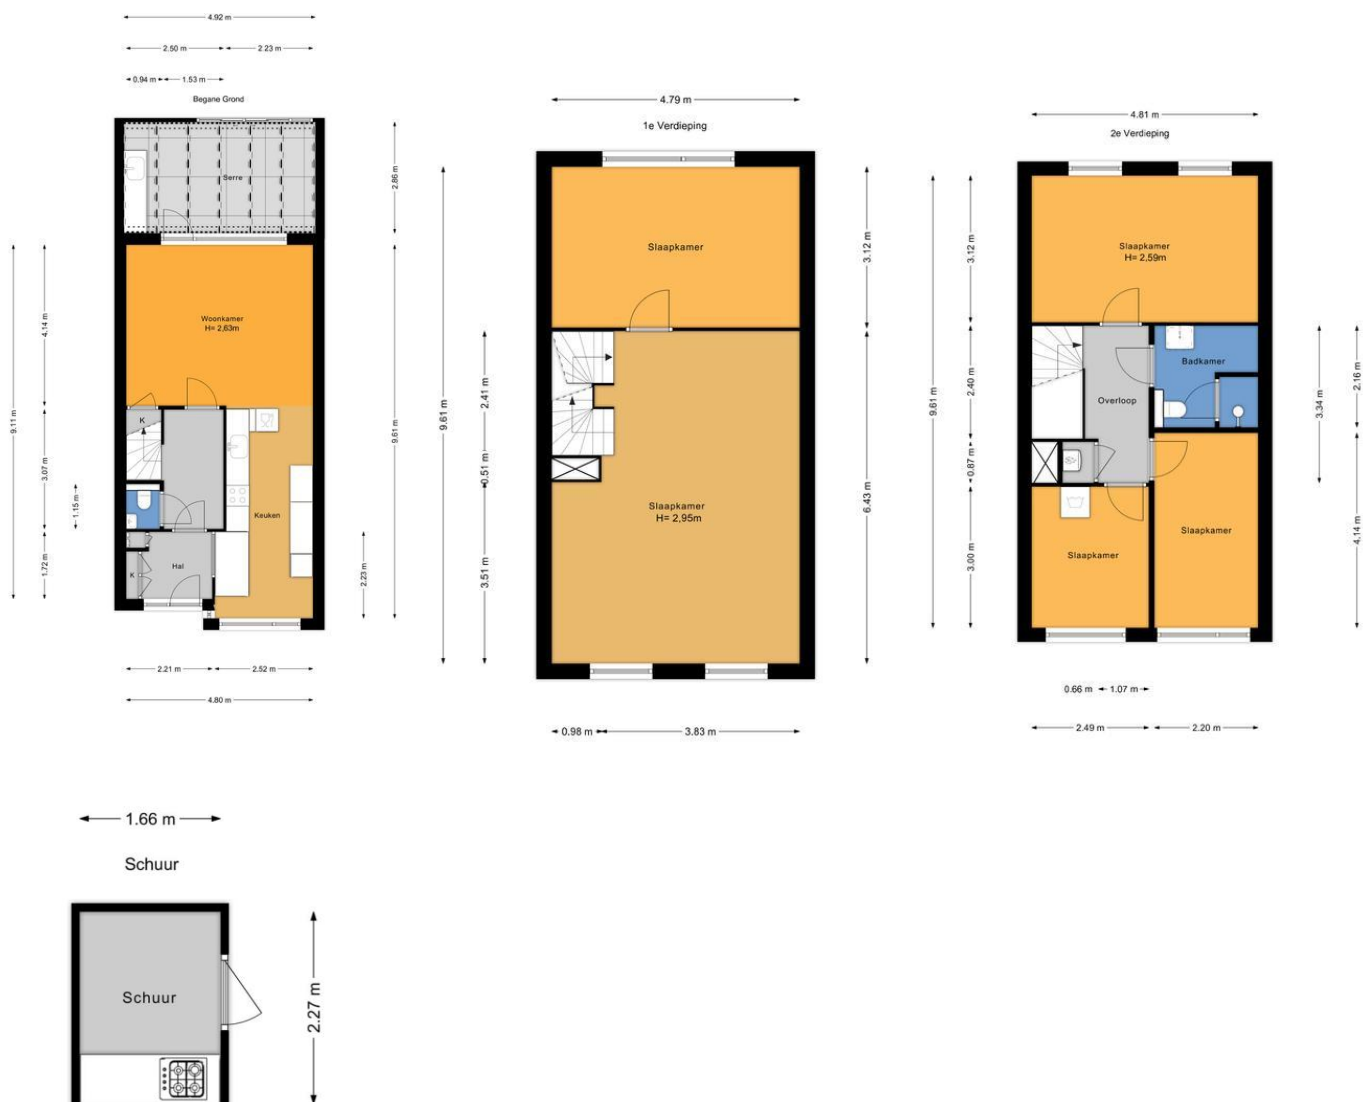 4.92 m
2.50 m
2.23 m
0.94 m
1.53 m
Begane Grond
Serre
2.86 m
Woonkamer
H= 2,63m
4.14 m
9.11 m
9.61 m
K
3.07 m
1.15 m
Keuken
1.72 m
K
Hal
2.23 m
2.21 m
2.52 m
4.80 m
4.79 m
1e Verdieping
Slaapkamer
3.12 m
9.61 m
2.41 m
0.51 m
Slaapkamer
H= 2,95m
6.43 m
3.51 m
0.98 m
3.83 m
4.81 m
2e Verdieping
Slaapkamer
H= 2,59m
3.12 m
9.61 m
2.40 m
Badkamer
Overloop
2.16 m
3.34 m
0.87 m
Slaapkamer
Slaapkamer
3.00 m
4.14 m
0.66 m
1.07 m
2.49 m
2.20 m
1.66 m
Schuur
Schuur
2.27 m